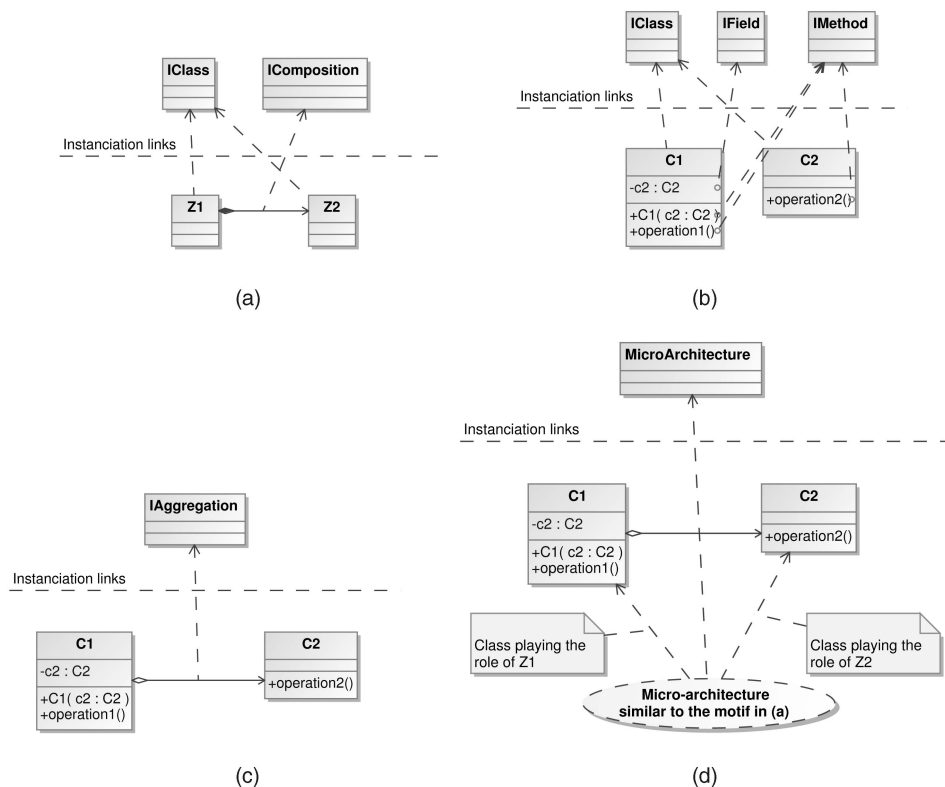 IClass
IComposition
Instanciation links
Z1
Z2
(a)
IClass
IField
IMethod
Instanciation links
C1
-c2 : C2
+C1( c2 : C2 )
+operation1()
C2
+operation2()
(b)
IAggregation
Instanciation links
C1
-c2 : C2
+C1( c2 : C2 )
+operation1()
C2
+operation2()
(c)
MicroArchitecture
Instanciation links
C1
-c2 : C2
+C1( c2 : C2 )
+operation1()
C2
+operation2()
Class playing the
role of Z1
Class playing the
role of Z2
Micro-architecture
similar to the motif in (a)
(d)